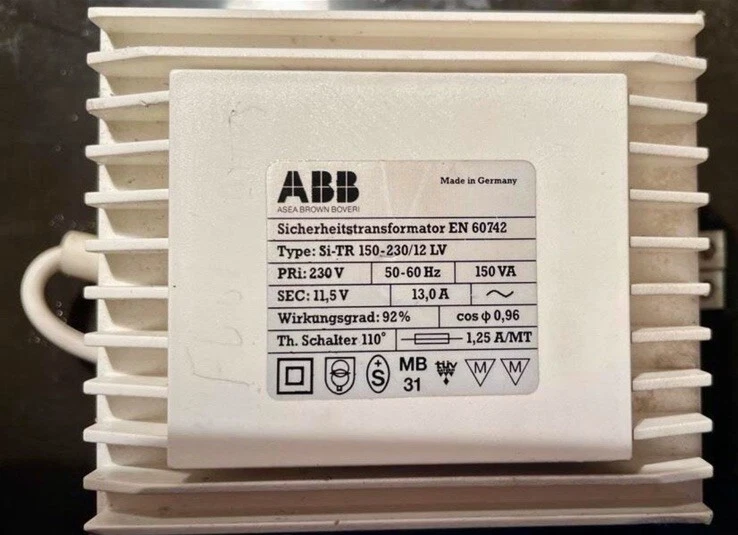 ABB
Made in Germany
ASEA BROWN BOVERI
Sicherheitstransformator EN 60742
Type: Si-TR 150-230/12 LV
PRi: 230 V 50-60 Hz 150 VA
SEC: 11,5 V 13,0 A
Wirkungsgrad: 92% cos ϕ 0,96
Th. Schalter 110° 1,25 A/MT
S MB TÜV M M
31